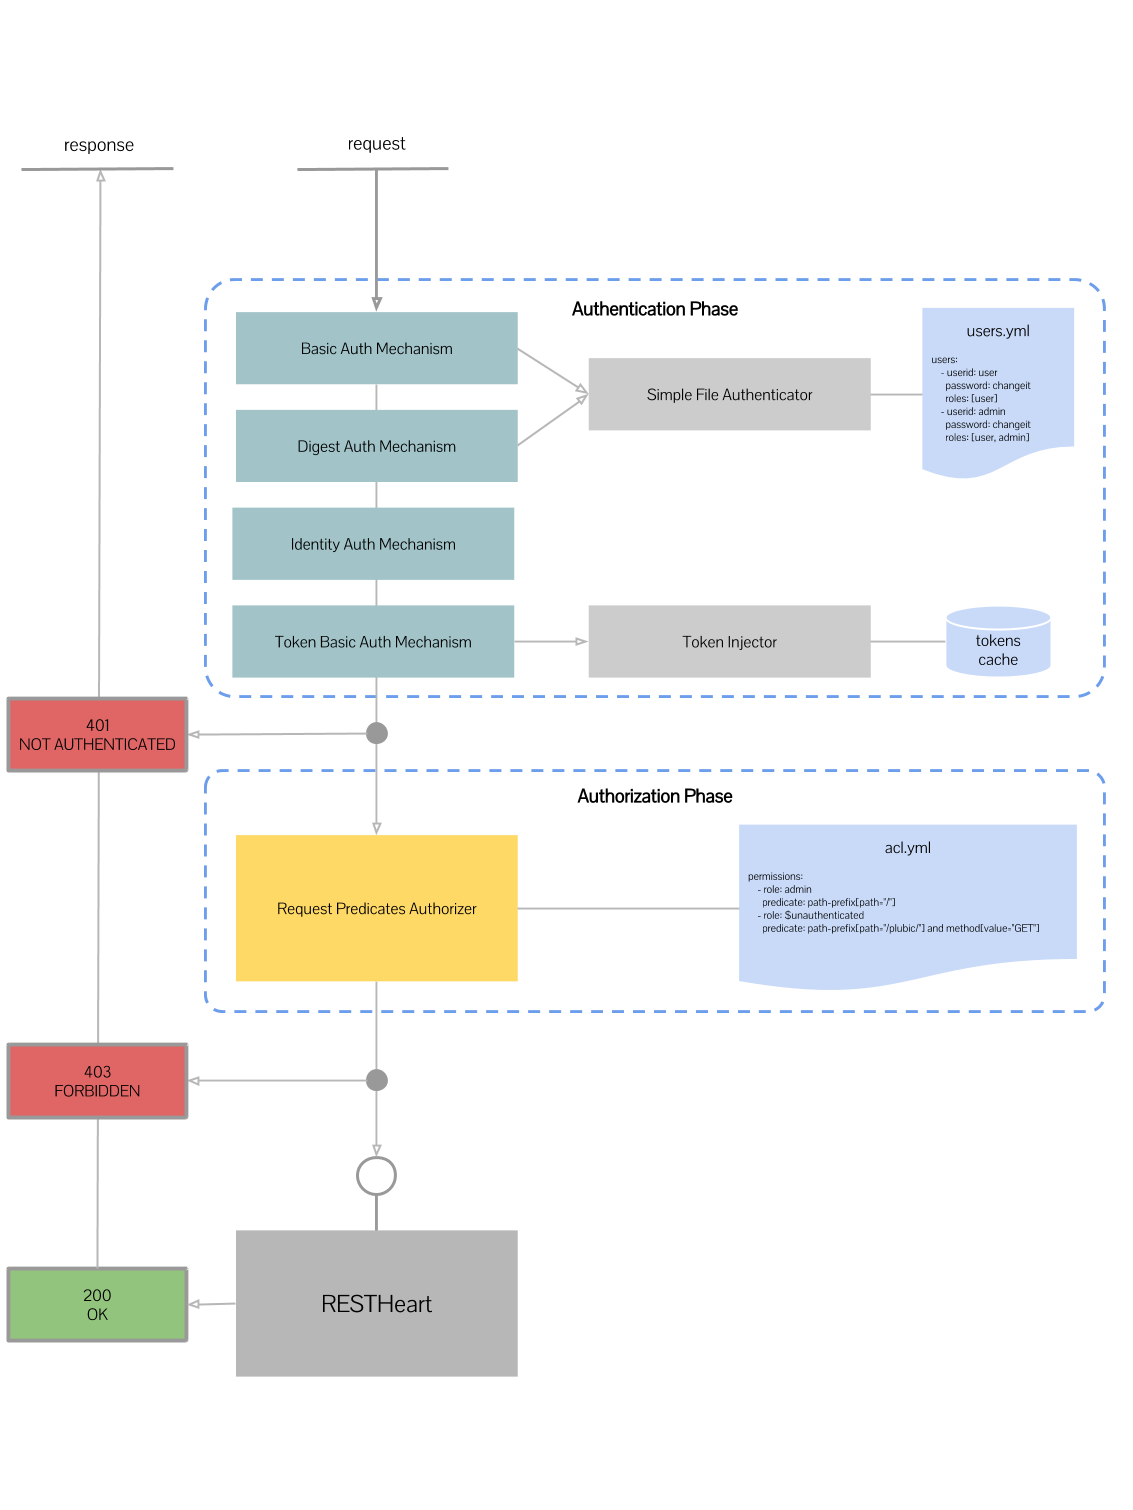 response
request
Authentication Phase
Basic Auth Mechanism
Digest Auth Mechanism
Identity Auth Mechanism
Token Basic Auth Mechanism
Simple File Authenticator
Token Injector
users.yml
users:
- userid: user
password: changeit
roles: [user]
- userid: admin
password: changeit
roles: [user, admin]
tokens
cache
401
NOT AUTHENTICATED
Authorization Phase
Request Predicates Authorizer
acl.yml
permissions:
- role: admin
predicate: path-prefix[path="/"]
- role: $unauthenticated
predicate: path-prefix[path="/plubic/"] and method[value="GET"]
403
FORBIDDEN
RESTHeart
200
OK